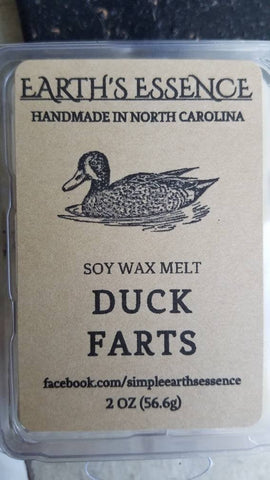 EARTH'S ESSENCE
HANDMADE IN NORTH CAROLINA
SOY WAX MELT
DUCK
FARTS
facebook.com/simpleearthsessence
2 OZ (56.6g)